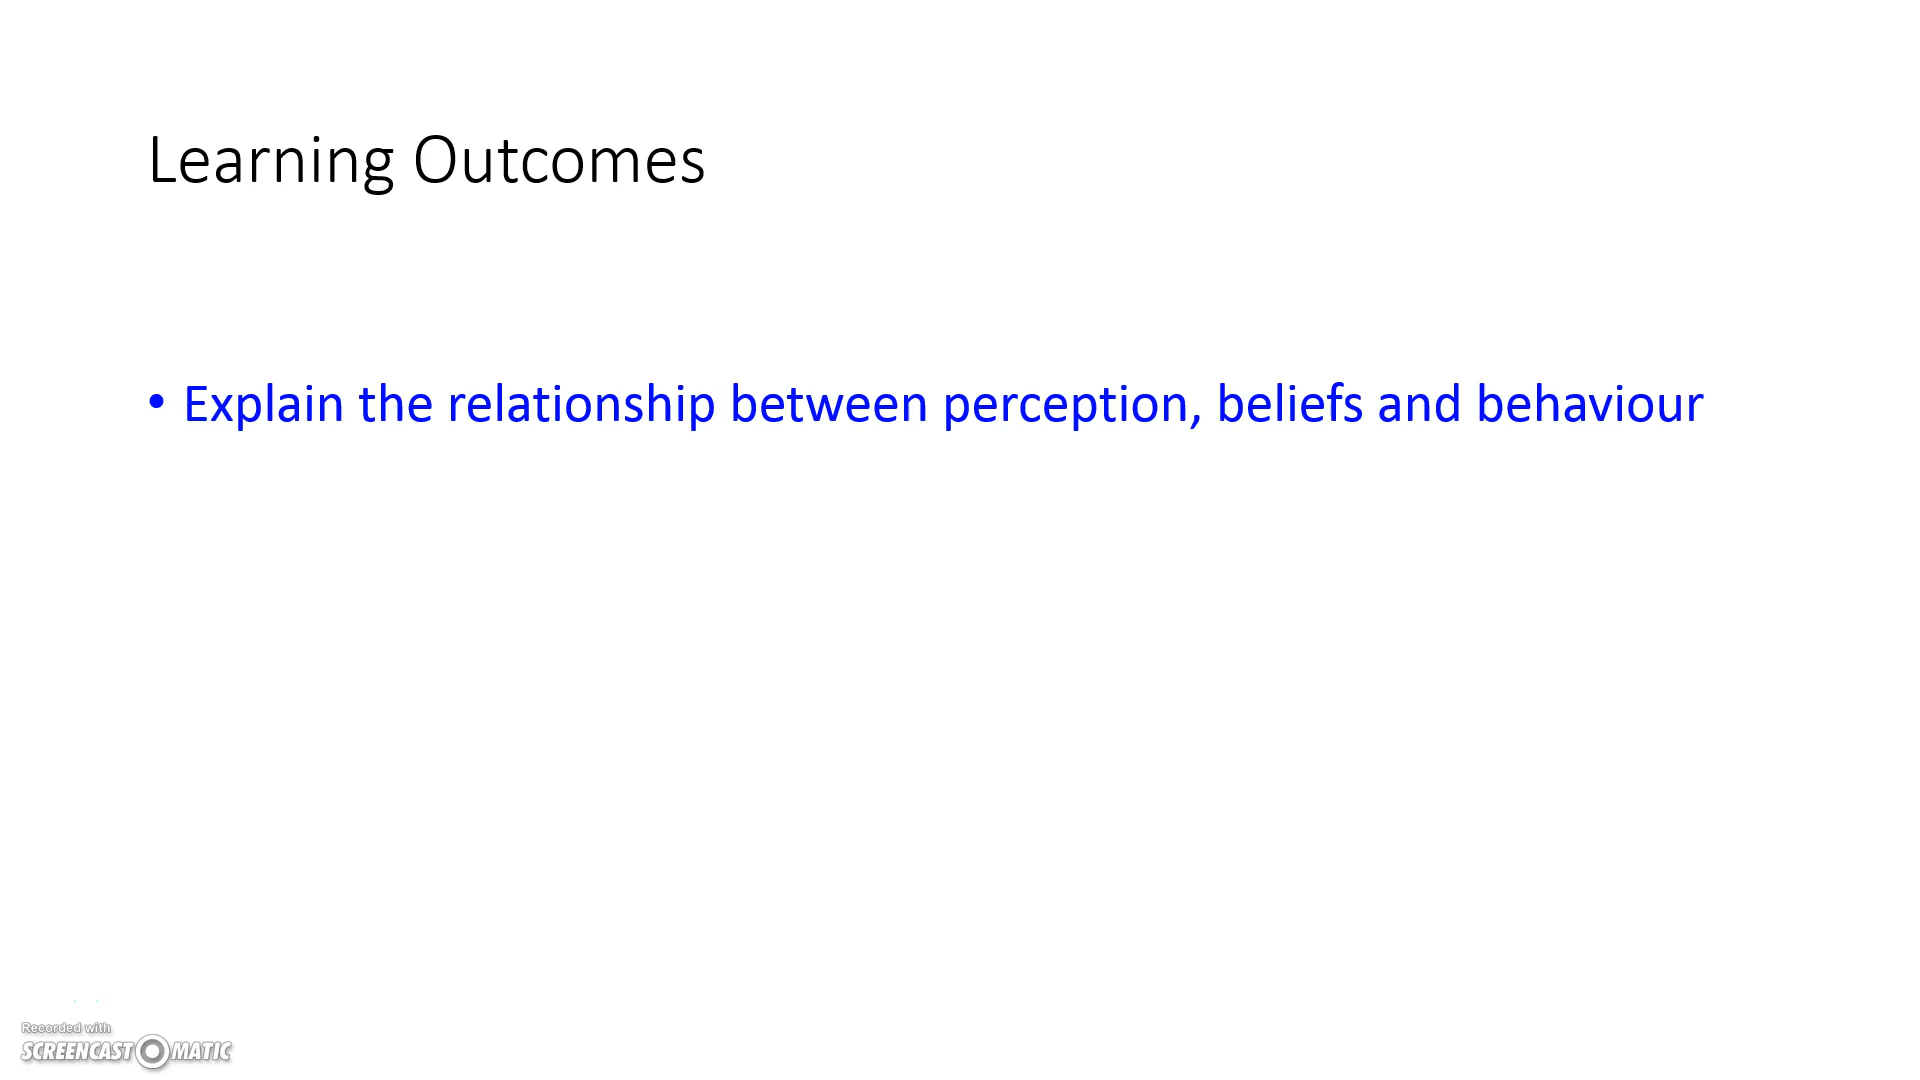 Learning Outcomes
• Explain the relationship between perception, beliefs and behaviour
Recorded with
SCREENCAST MATIC